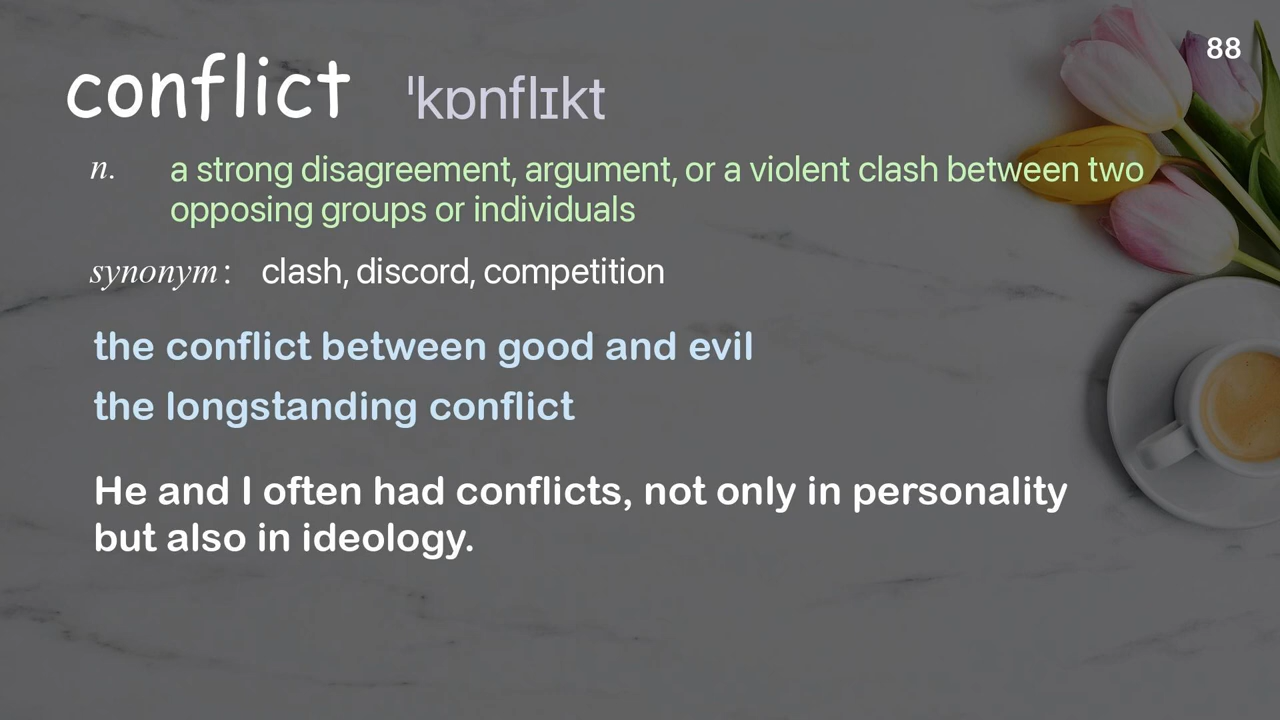 88
conflict ˈkɒnflɪkt
n. a strong disagreement, argument, or a violent clash between two
opposing groups or individuals
synonym: clash, discord, competition
the conflict between good and evil
the longstanding conflict
He and I often had conflicts, not only in personality
but also in ideology.